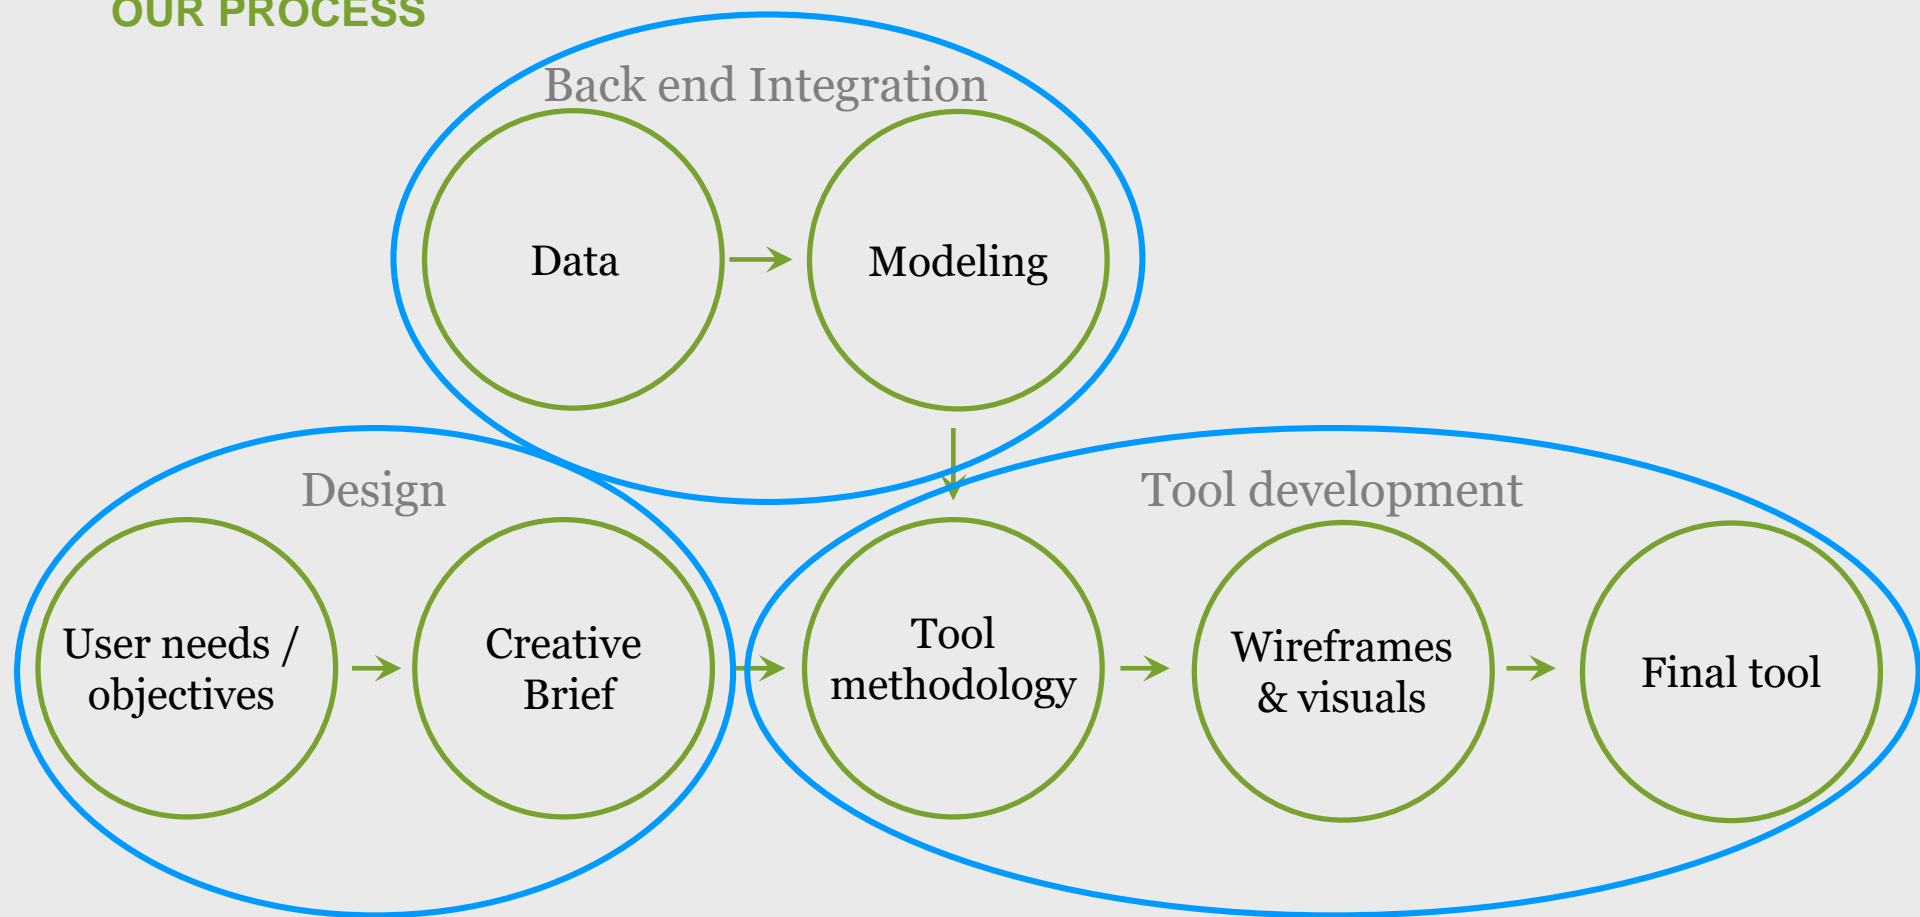 OUR PROCESS
Back end Integration
Data
Modeling
Design
Tool development
User needs /
objectives
Creative
Brief
Tool
methodology
Wireframes
& visuals
Final tool